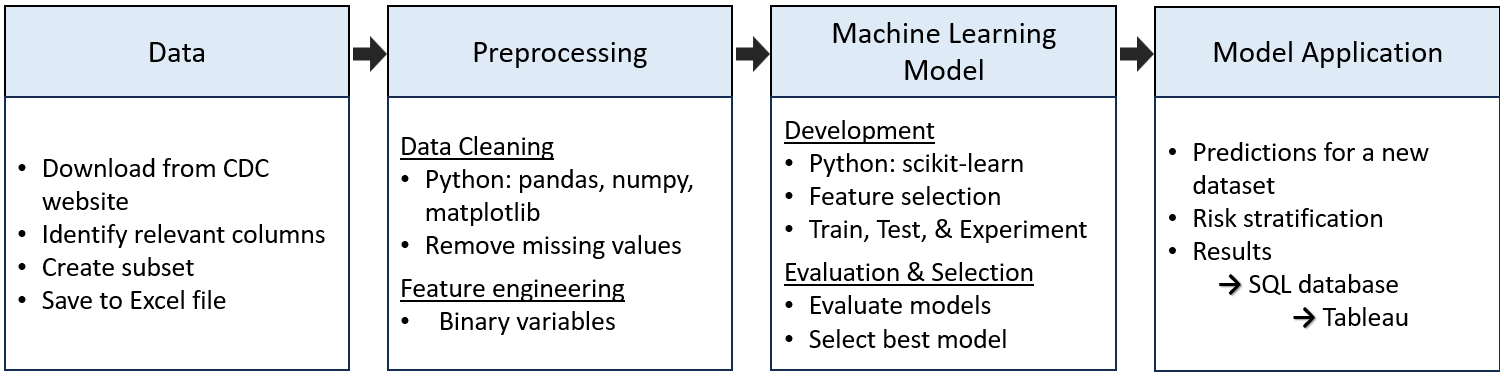 Data
• Download from CDC
website
• Identify relevant columns
• Create subset
• Save to Excel file
Preprocessing
Data Cleaning
• Python: pandas, numpy,
matplotlib
• Remove missing values
Feature engineering
• Binary variables
Machine Learning
Model
Development
• Python: scikit-learn
• Feature selection
• Train, Test, & Experiment
Evaluation & Selection
• Evaluate models
• Select best model
Model Application
• Predictions for a new
dataset
• Risk stratification
• Results
→ SQL database
→ Tableau